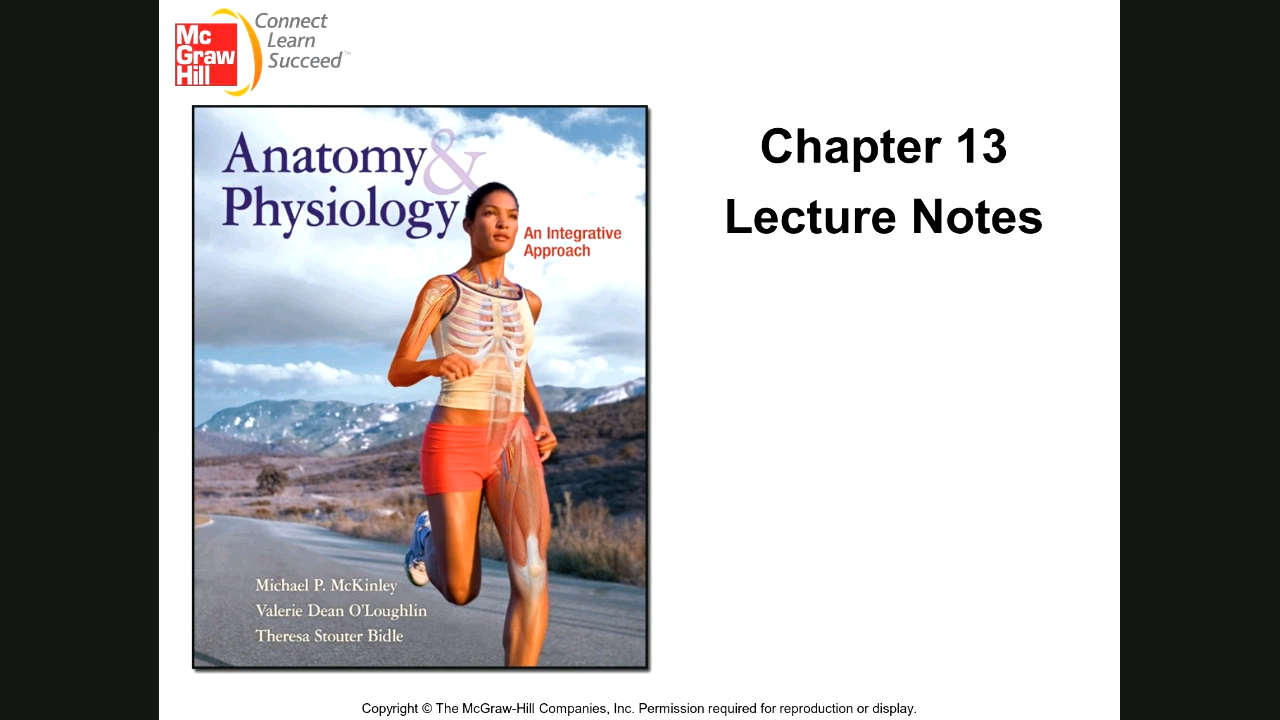 Mc
Graw
Hill
Connect
Learn
Succeed™
Anatomy &
Physiology
An Integrative
Approach
Michael P. McKinley
Valerie Dean O'Loughlin
Theresa Stouter Bidle
Chapter 13
Lecture Notes
Copyright © The McGraw-Hill Companies, Inc. Permission required for reproduction or display.